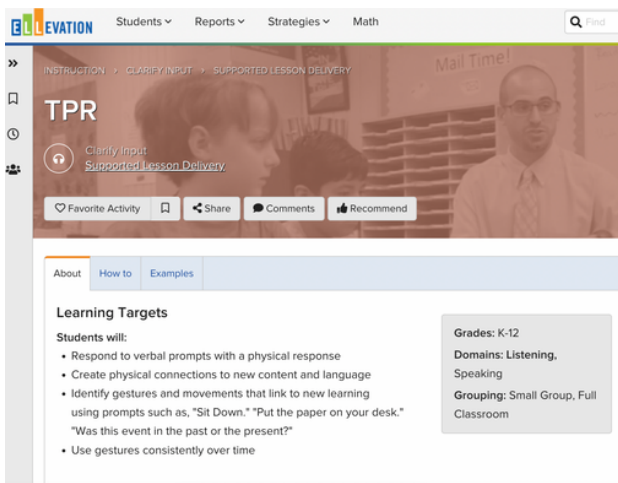 ELLEVATION Students Reports Strategies Math Find
INSTRUCTION › CLARIFY INPUT › SUPPORTED LESSON DELIVERY
Mail Time!
TPR
Clarify Input
Supported Lesson Delivery
Favorite Activity Share Comments Recommend
About How to Examples
Learning Targets
Students will:
• Respond to verbal prompts with a physical response
• Create physical connections to new content and language
• Identify gestures and movements that link to new learning
using prompts such as, "Sit Down." "Put the paper on your desk."
"Was this event in the past or the present?"
• Use gestures consistently over time
Grades: K-12
Domains: Listening,
Speaking
Grouping: Small Group, Full
Classroom